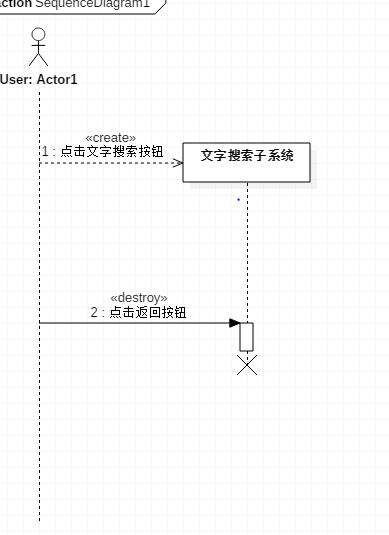 ction SequenceDiagram1
User: Actor1
«create»
1 : 点击文字搜索按钮
文字搜索子系统
«destroy»
2 : 点击返回按钮